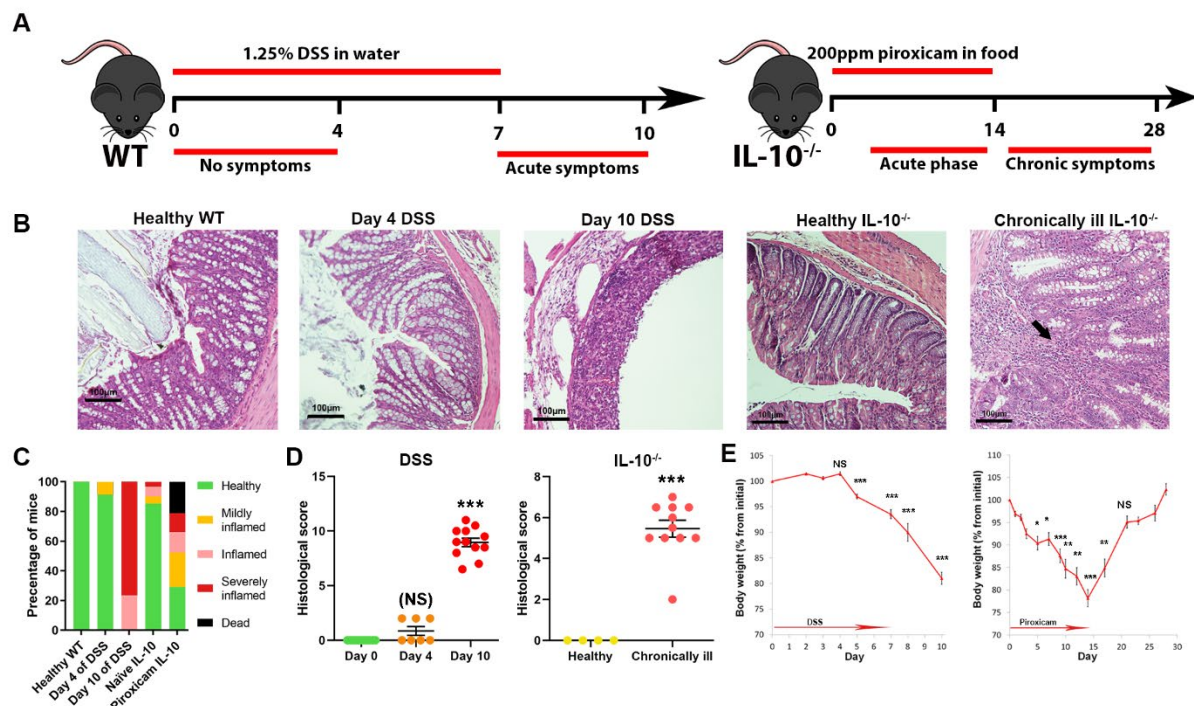 A
1.25% DSS in water
0 4 7 10
WT
No symptoms
Acute symptoms
200ppm piroxicam in food
0 14 28
IL-10-/-
Acute phase
Chronic symptoms
B
Healthy WT
Day 4 DSS
Day 10 DSS
Healthy IL-10-/-
Chronically ill IL-10-/-
100µm
100µm
100µm
100µm
100µm
C
Precentage of mice
100
80
60
40
20
0
Healthy WT
Day 4 of DSS
Day 10 of DSS
Naïve IL-10
Piroxicam IL-10
Healthy
Mildly
inflamed
Inflamed
Severely
inflamed
Dead
D
DSS
Histological score
15
10
5
0
(NS)
***
Day 0 Day 4 Day 10
IL-10-/-
Histological score
8
6
4
2
0
***
Healthy Chronically ill
E
Body weight (% from initial)
105
100
95
90
85
80
75
70
NS
***
***
***
***
DSS
0 1 2 3 4 5 6 7 8 9 10
Day
Body weight (% from initial)
110
105
100
95
90
85
80
75
70
*
*
***
**
**
***
**
NS
Piroxicam
0 5 10 15 20 25 30
Day